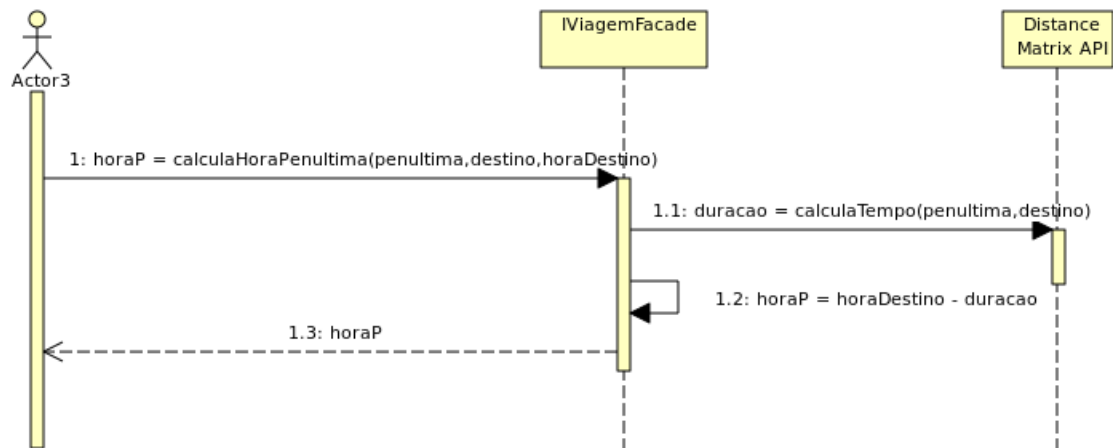 IViagemFacade
Distance
Matrix API
Actor3
1: horaP = calculaHoraPenultima(penultima,destino,horaDestino)
1.1: duracao = calculaTempo(penultima,destino)
1.2: horaP = horaDestino - duracao
1.3: horaP